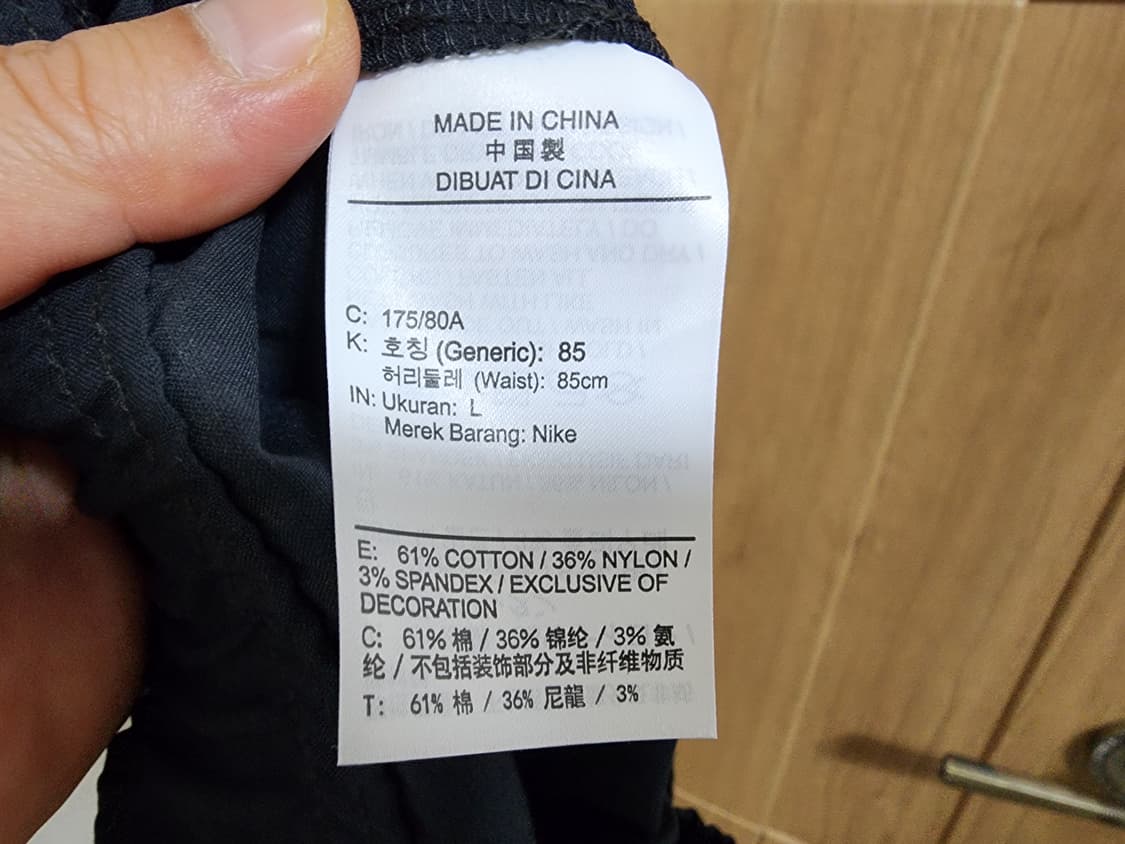 MADE IN CHINA
中国製
DIBUAT DI CINA
C: 175/80A
K: 호칭 (Generic): 85
허리둘레 (Waist): 85cm
IN: Ukuran: L
Merek Barang: Nike
E: 61% COTTON / 36% NYLON /
3% SPANDEX / EXCLUSIVE OF
DECORATION
C: 61% 棉 / 36% 锦纶 / 3% 氨
纶 / 不包括装饰部分及非纤维物质
T: 61% 棉 / 36% 尼龍 / 3%